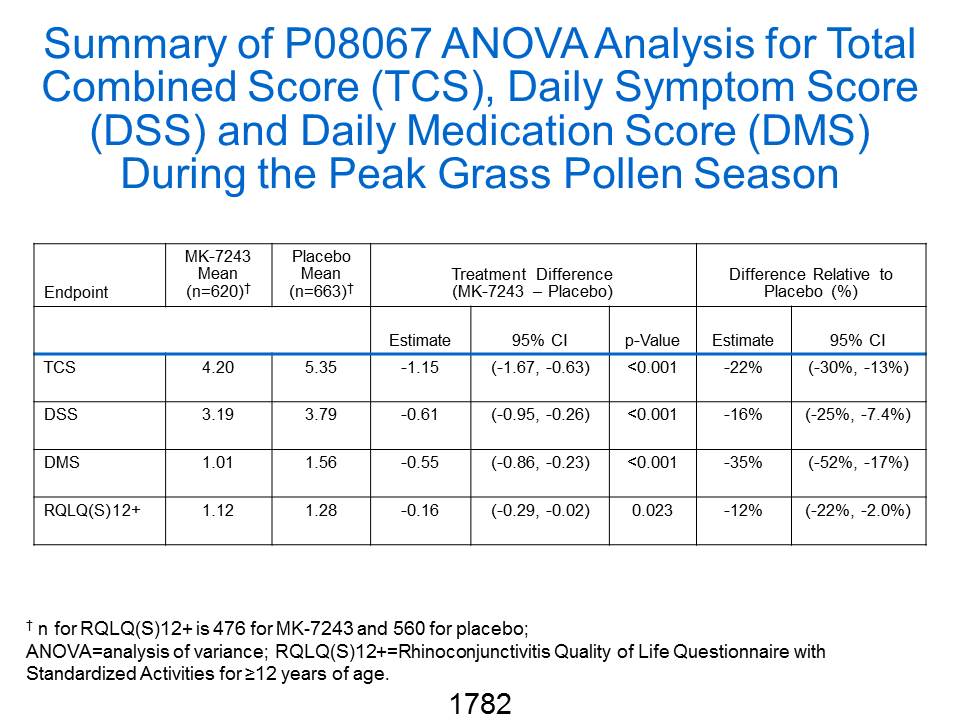 Summary of P08067 ANOVA Analysis for Total
Combined Score (TCS), Daily Symptom Score
(DSS) and Daily Medication Score (DMS)
During the Peak Grass Pollen Season
Endpoint MK-7243 Mean (n=620)† Placebo Mean (n=663)† Treatment Difference (MK-7243 – Placebo) Difference Relative to Placebo (%)
Estimate 95% CI p-Value Estimate 95% CI
TCS 4.20 5.35 -1.15 (-1.67, -0.63) <0.001 -22% (-30%, -13%)
DSS 3.19 3.79 -0.61 (-0.95, -0.26) <0.001 -16% (-25%, -7.4%)
DMS 1.01 1.56 -0.55 (-0.86, -0.23) <0.001 -35% (-52%, -17%)
RQLQ(S)12+ 1.12 1.28 -0.16 (-0.29, -0.02) 0.023 -12% (-22%, -2.0%)
† n for RQLQ(S)12+ is 476 for MK-7243 and 560 for placebo;
ANOVA=analysis of variance; RQLQ(S)12+=Rhinoconjunctivitis Quality of Life Questionnaire with
Standardized Activities for ≥12 years of age.
1782